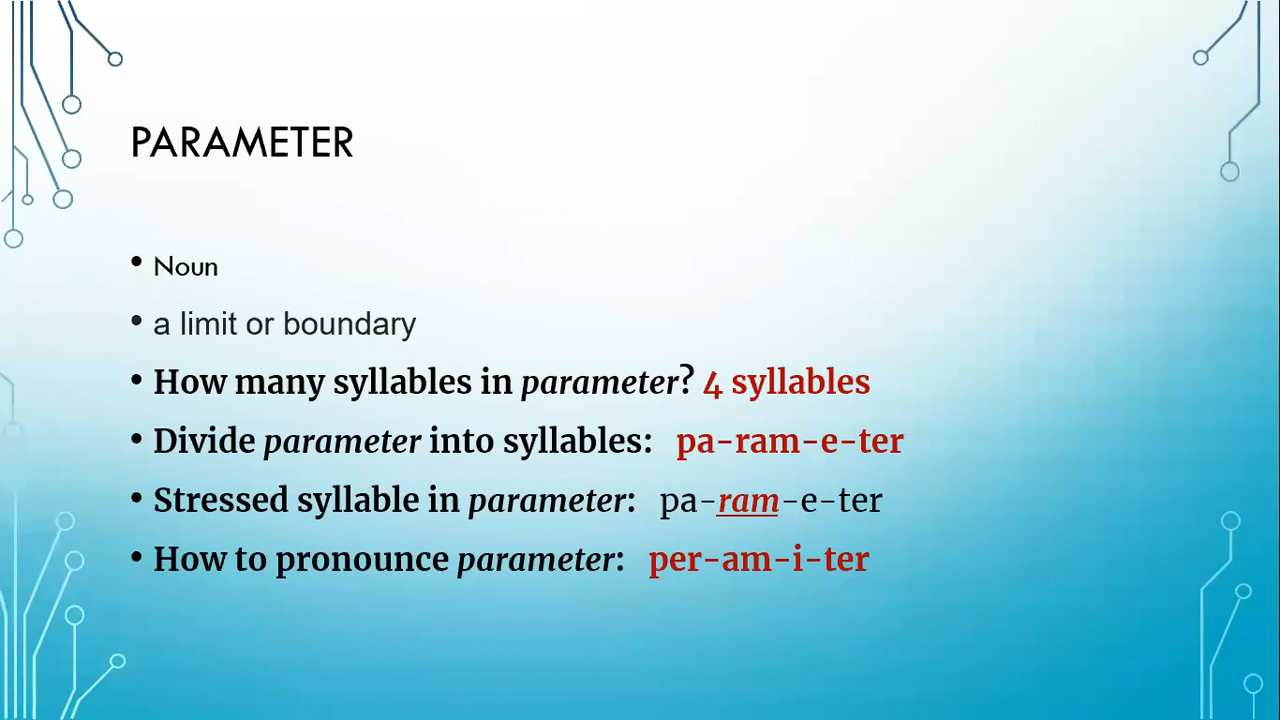 PARAMETER
• Noun
• a limit or boundary
• How many syllables in parameter? 4 syllables
• Divide parameter into syllables: pa-ram-e-ter
• Stressed syllable in parameter: pa-ram-e-ter
• How to pronounce parameter: per-am-i-ter